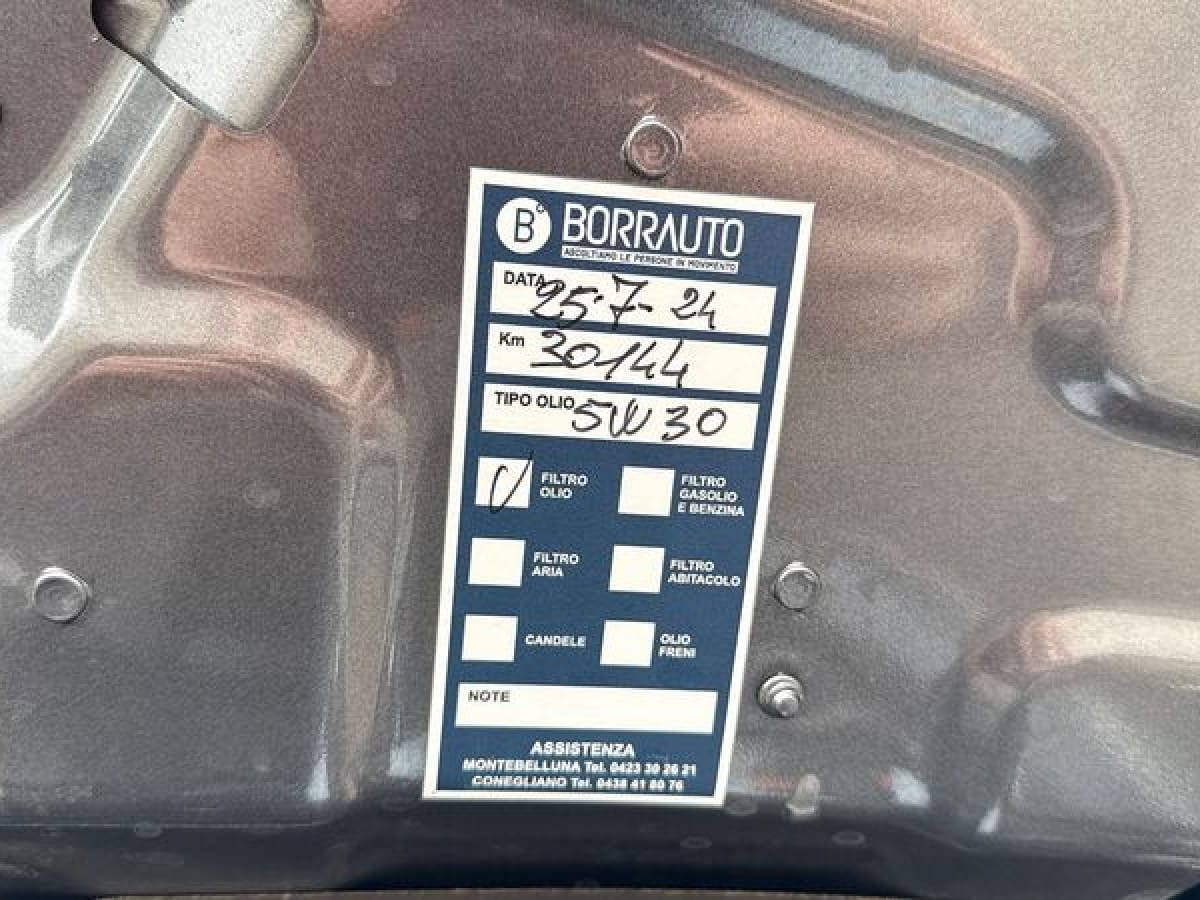 B BORRAUTO
ASCOLTIAMO LE PERSONE IN MOVIMENTO
DATA 25-7-24
Km 30144
TIPO OLIO 5W30
FILTRO
OLIO
FILTRO
GASOLIO
E BENZINA
FILTRO
ARIA
FILTRO
ABITACOLO
CANDELE
OLIO
FRENI
NOTE
ASSISTENZA
MONTEBELLUNA Tel. 0423 30 26 21
CONEGLIANO Tel. 0438 41 80 76